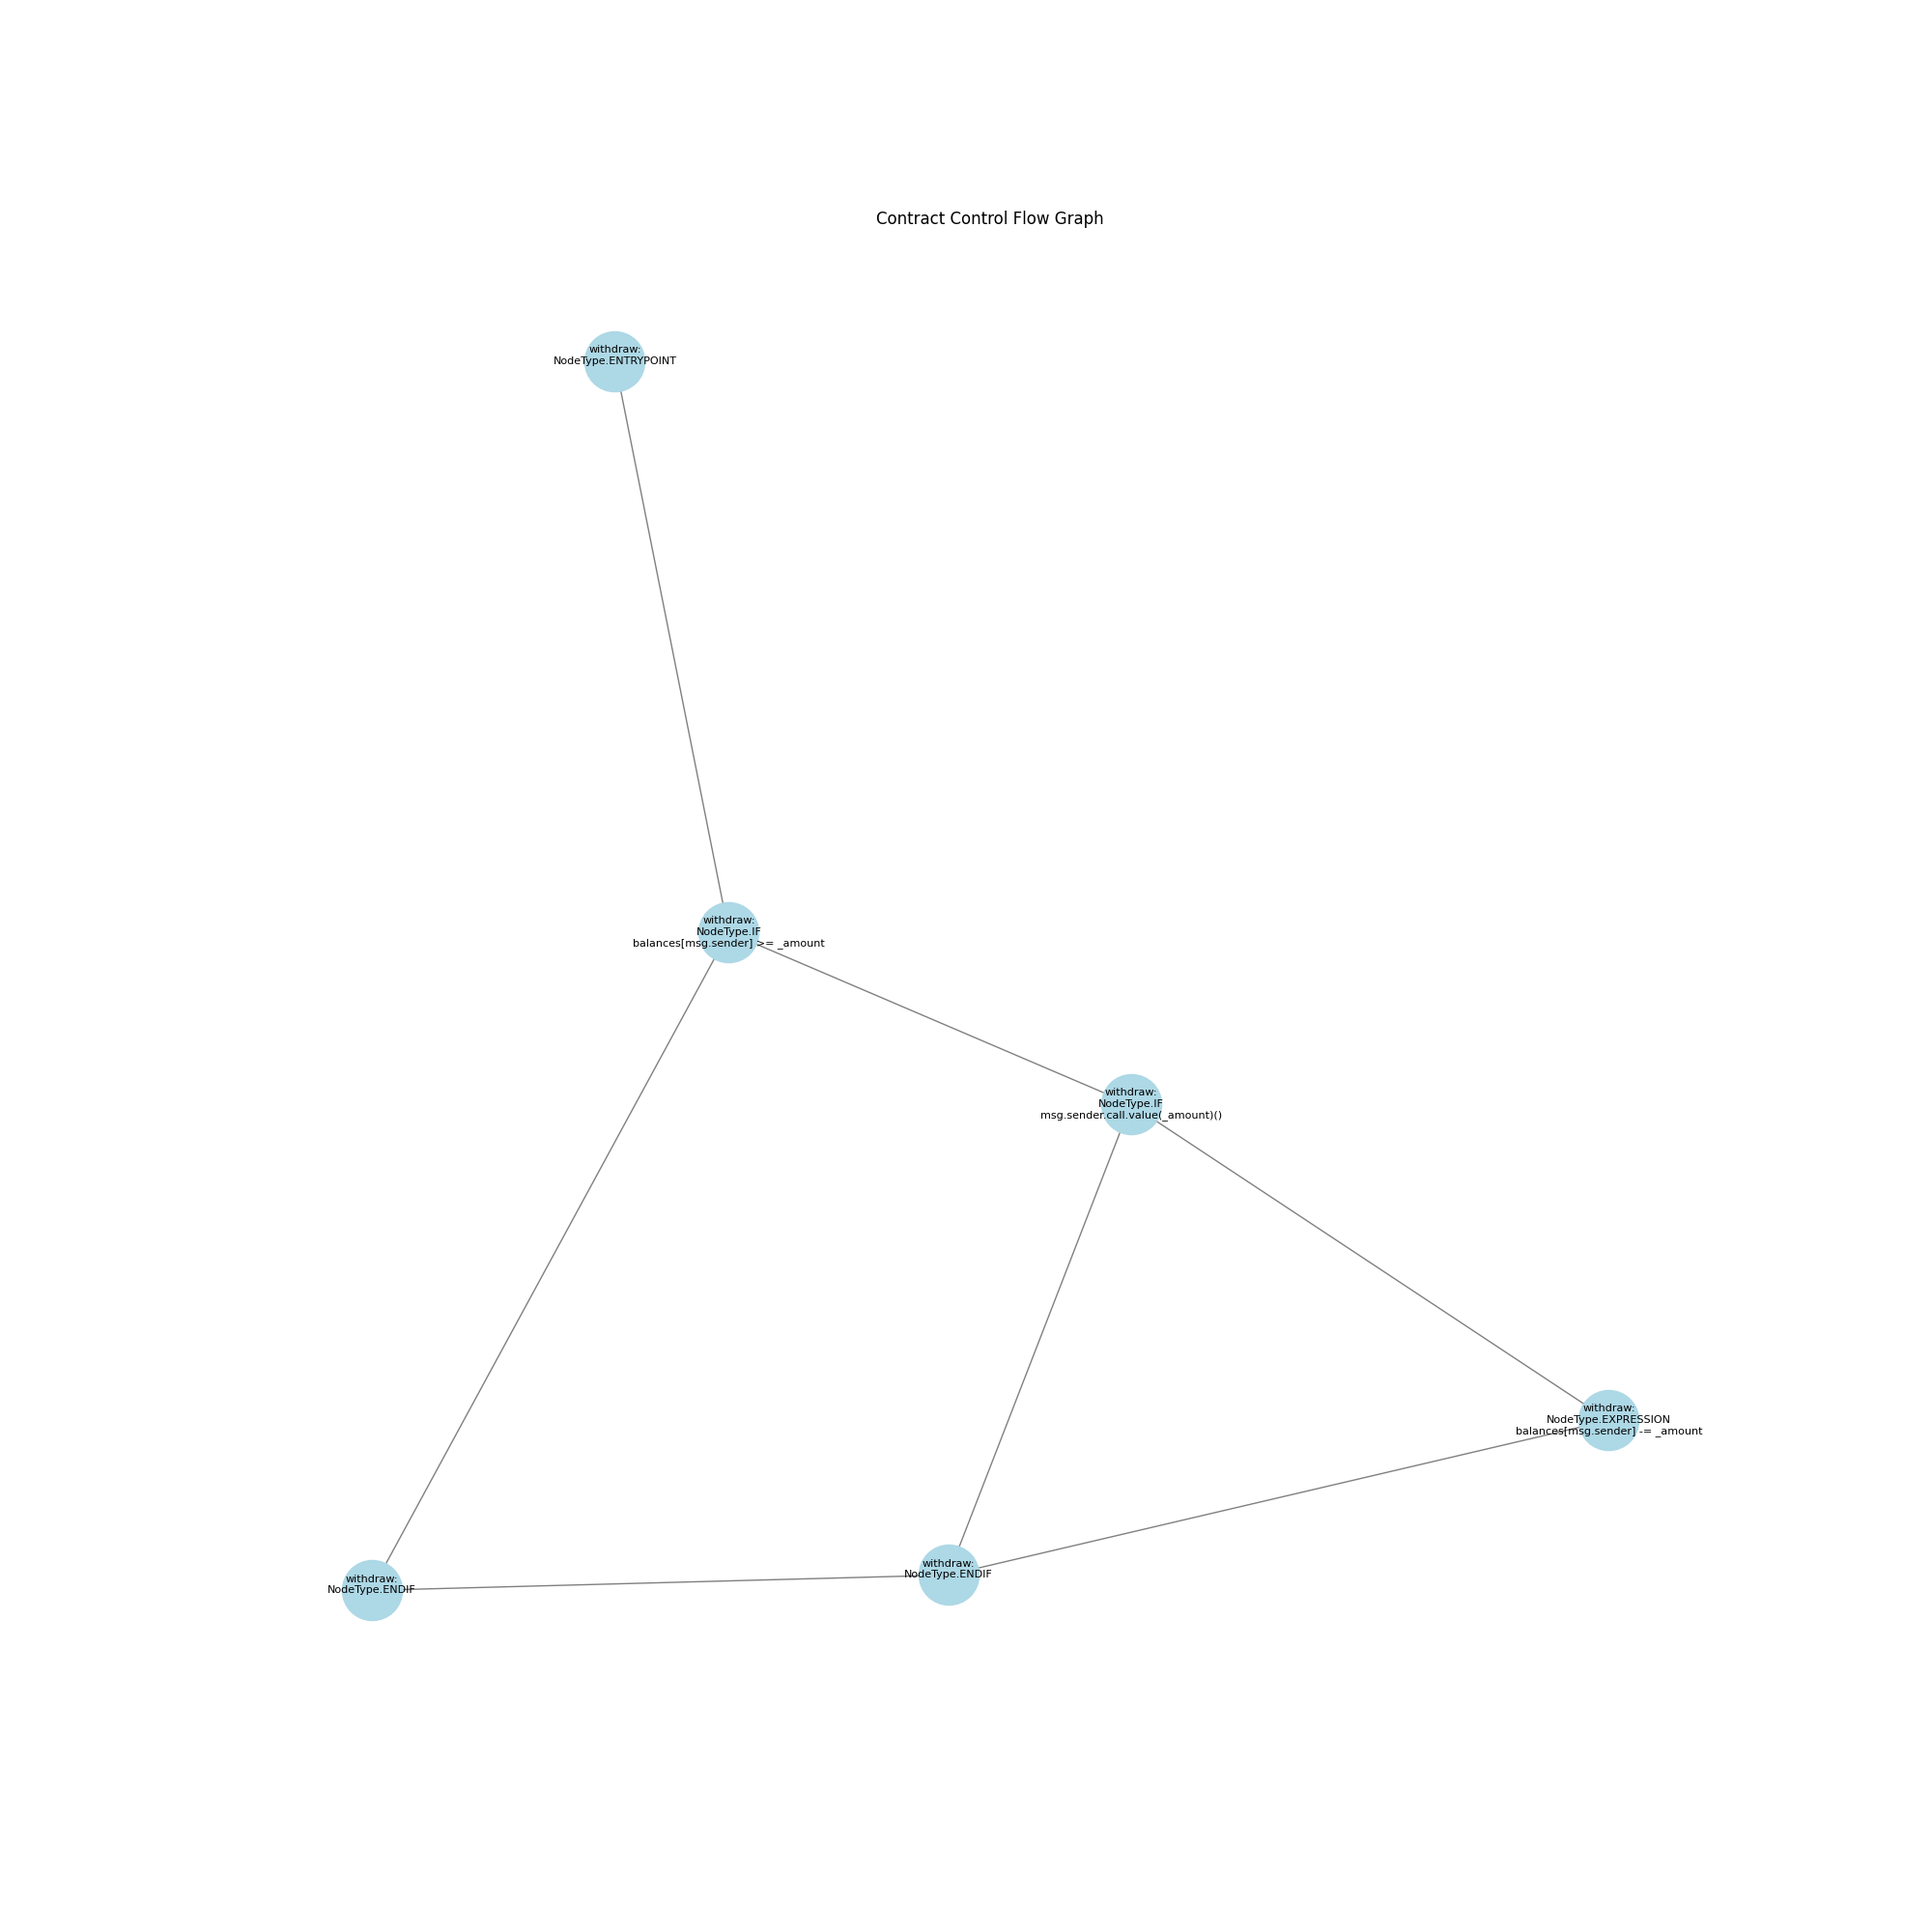 Contract Control Flow Graph
withdraw:
NodeType.ENTRYPOINT
withdraw:
NodeType.IF
balances[msg.sender] >= _amount
withdraw:
NodeType.IF
msg.sender.call.value(_amount)()
withdraw:
NodeType.EXPRESSION
balances[msg.sender] -= _amount
withdraw:
NodeType.ENDIF
withdraw:
NodeType.ENDIF